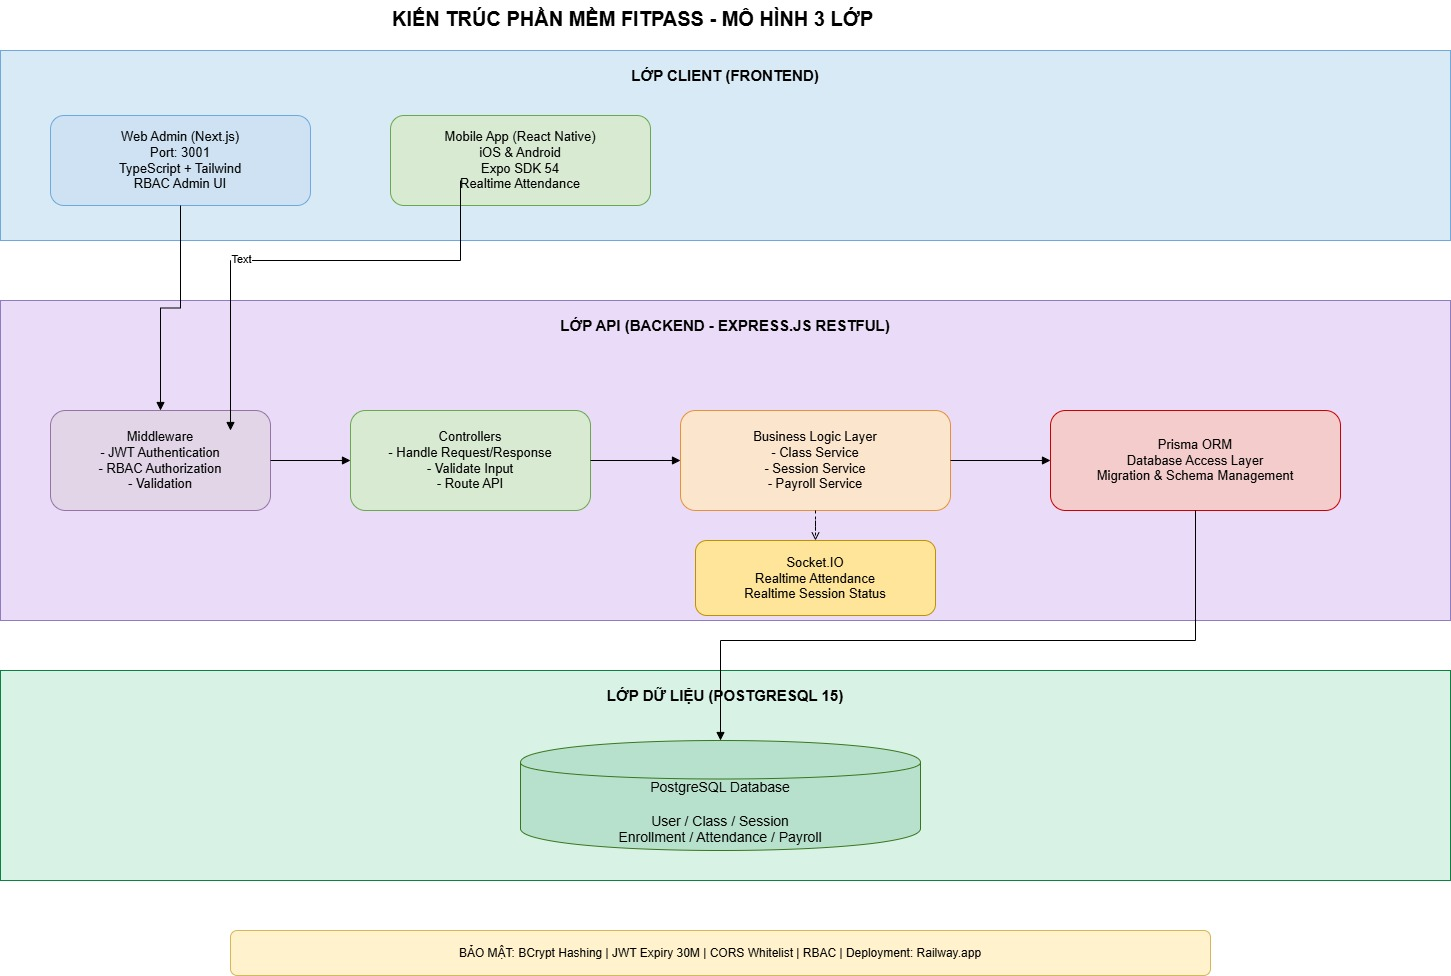 KIẾN TRÚC PHẦN MỀM FITPASS - MÔ HÌNH 3 LỚP
LỚP CLIENT (FRONTEND)
Web Admin (Next.js)
Port: 3001
TypeScript + Tailwind
RBAC Admin UI
Mobile App (React Native)
iOS & Android
Expo SDK 54
Realtime Attendance
Text
LỚP API (BACKEND - EXPRESS.JS RESTFUL)
Middleware
- JWT Authentication
- RBAC Authorization
- Validation
Controllers
- Handle Request/Response
- Validate Input
- Route API
Business Logic Layer
- Class Service
- Session Service
- Payroll Service
Prisma ORM
Database Access Layer
Migration & Schema Management
Socket.IO
Realtime Attendance
Realtime Session Status
LỚP DỮ LIỆU (POSTGRESQL 15)
PostgreSQL Database
User / Class / Session
Enrollment / Attendance / Payroll
BẢO MẬT: BCrypt Hashing | JWT Expiry 30M | CORS Whitelist | RBAC | Deployment: Railway.app